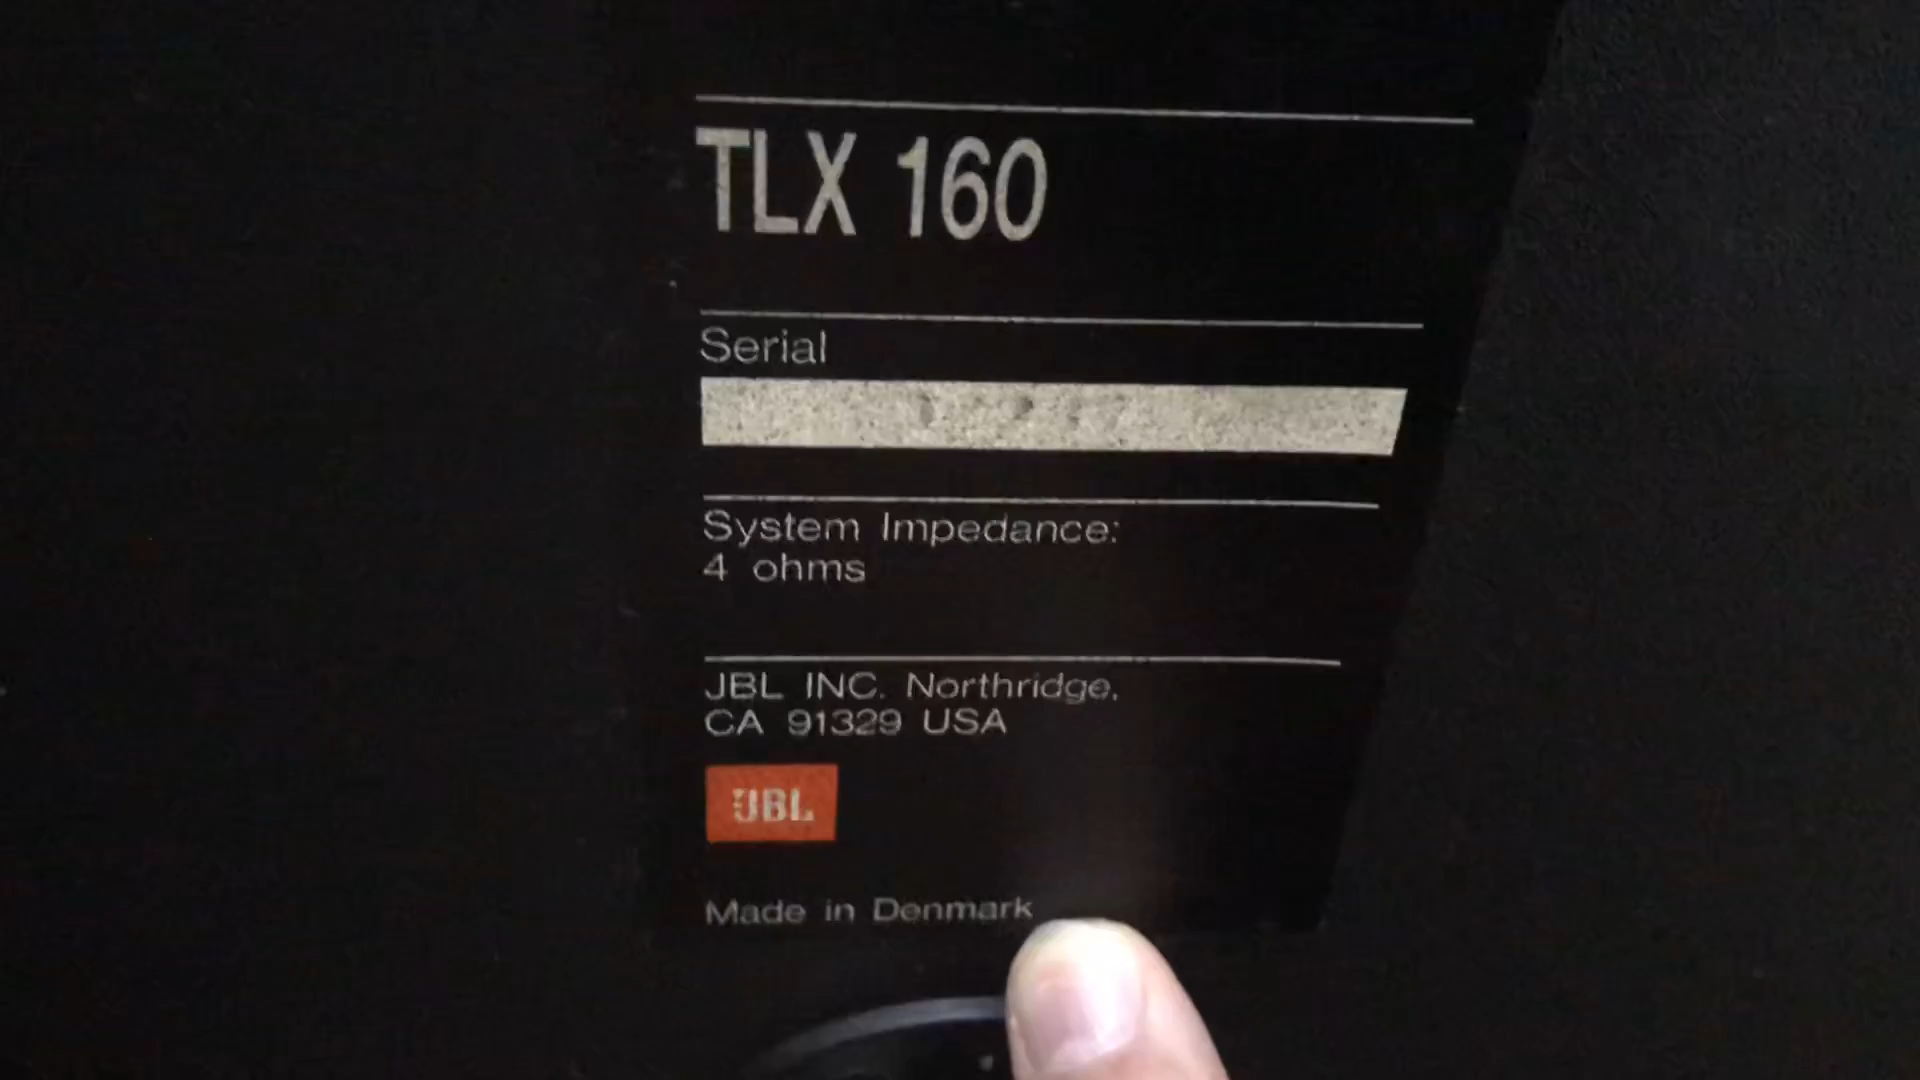 TLX 160
Serial
System Impedance:
4 ohms
JBL INC. Northridge,
CA 91329 USA
JBL
Made in Denmark